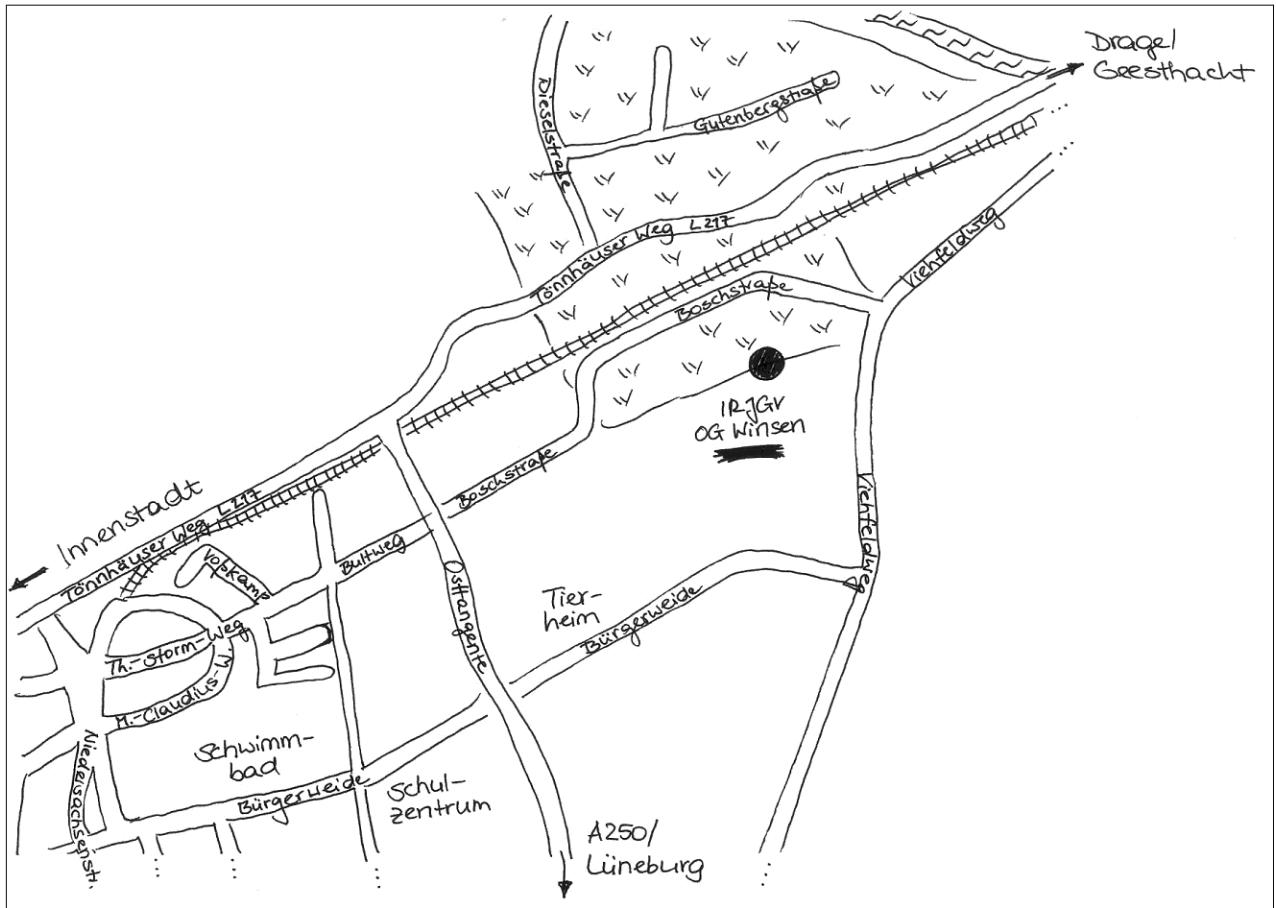 Drage/
Geesthacht
Dieselstraße
Gutenbergstraße
Tönnhäuser Weg L217
Viehfeldweg
Boschstraße
IRJGV
OG Winsen
Boschstraße
Innenstadt
Tönnhäuser Weg L217
Voßkamp
Bultweg
Viehfeldweg
Osttangente
Tier-
heim
Bürgerweide
Th.-Storm-Weg
M.-Claudius-
Schwimm-
bad
Niedersachsenstr.
Bürgerweide
Schul-
zentrum
A250/
Lüneburg